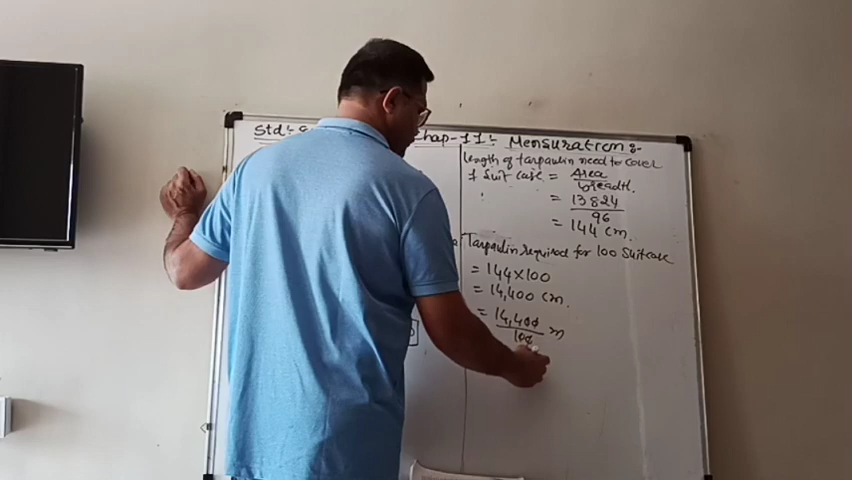 Std:-
Chap-11:- Mensuration:-
length of tarpaulin need to cover
1 Suit case = Area
breadth.
= 13824
96
= 144 cm.
Tarpaulin required for 100 Suitcase
= 144×100
= 14,400 cm.
= 14,400 m
100